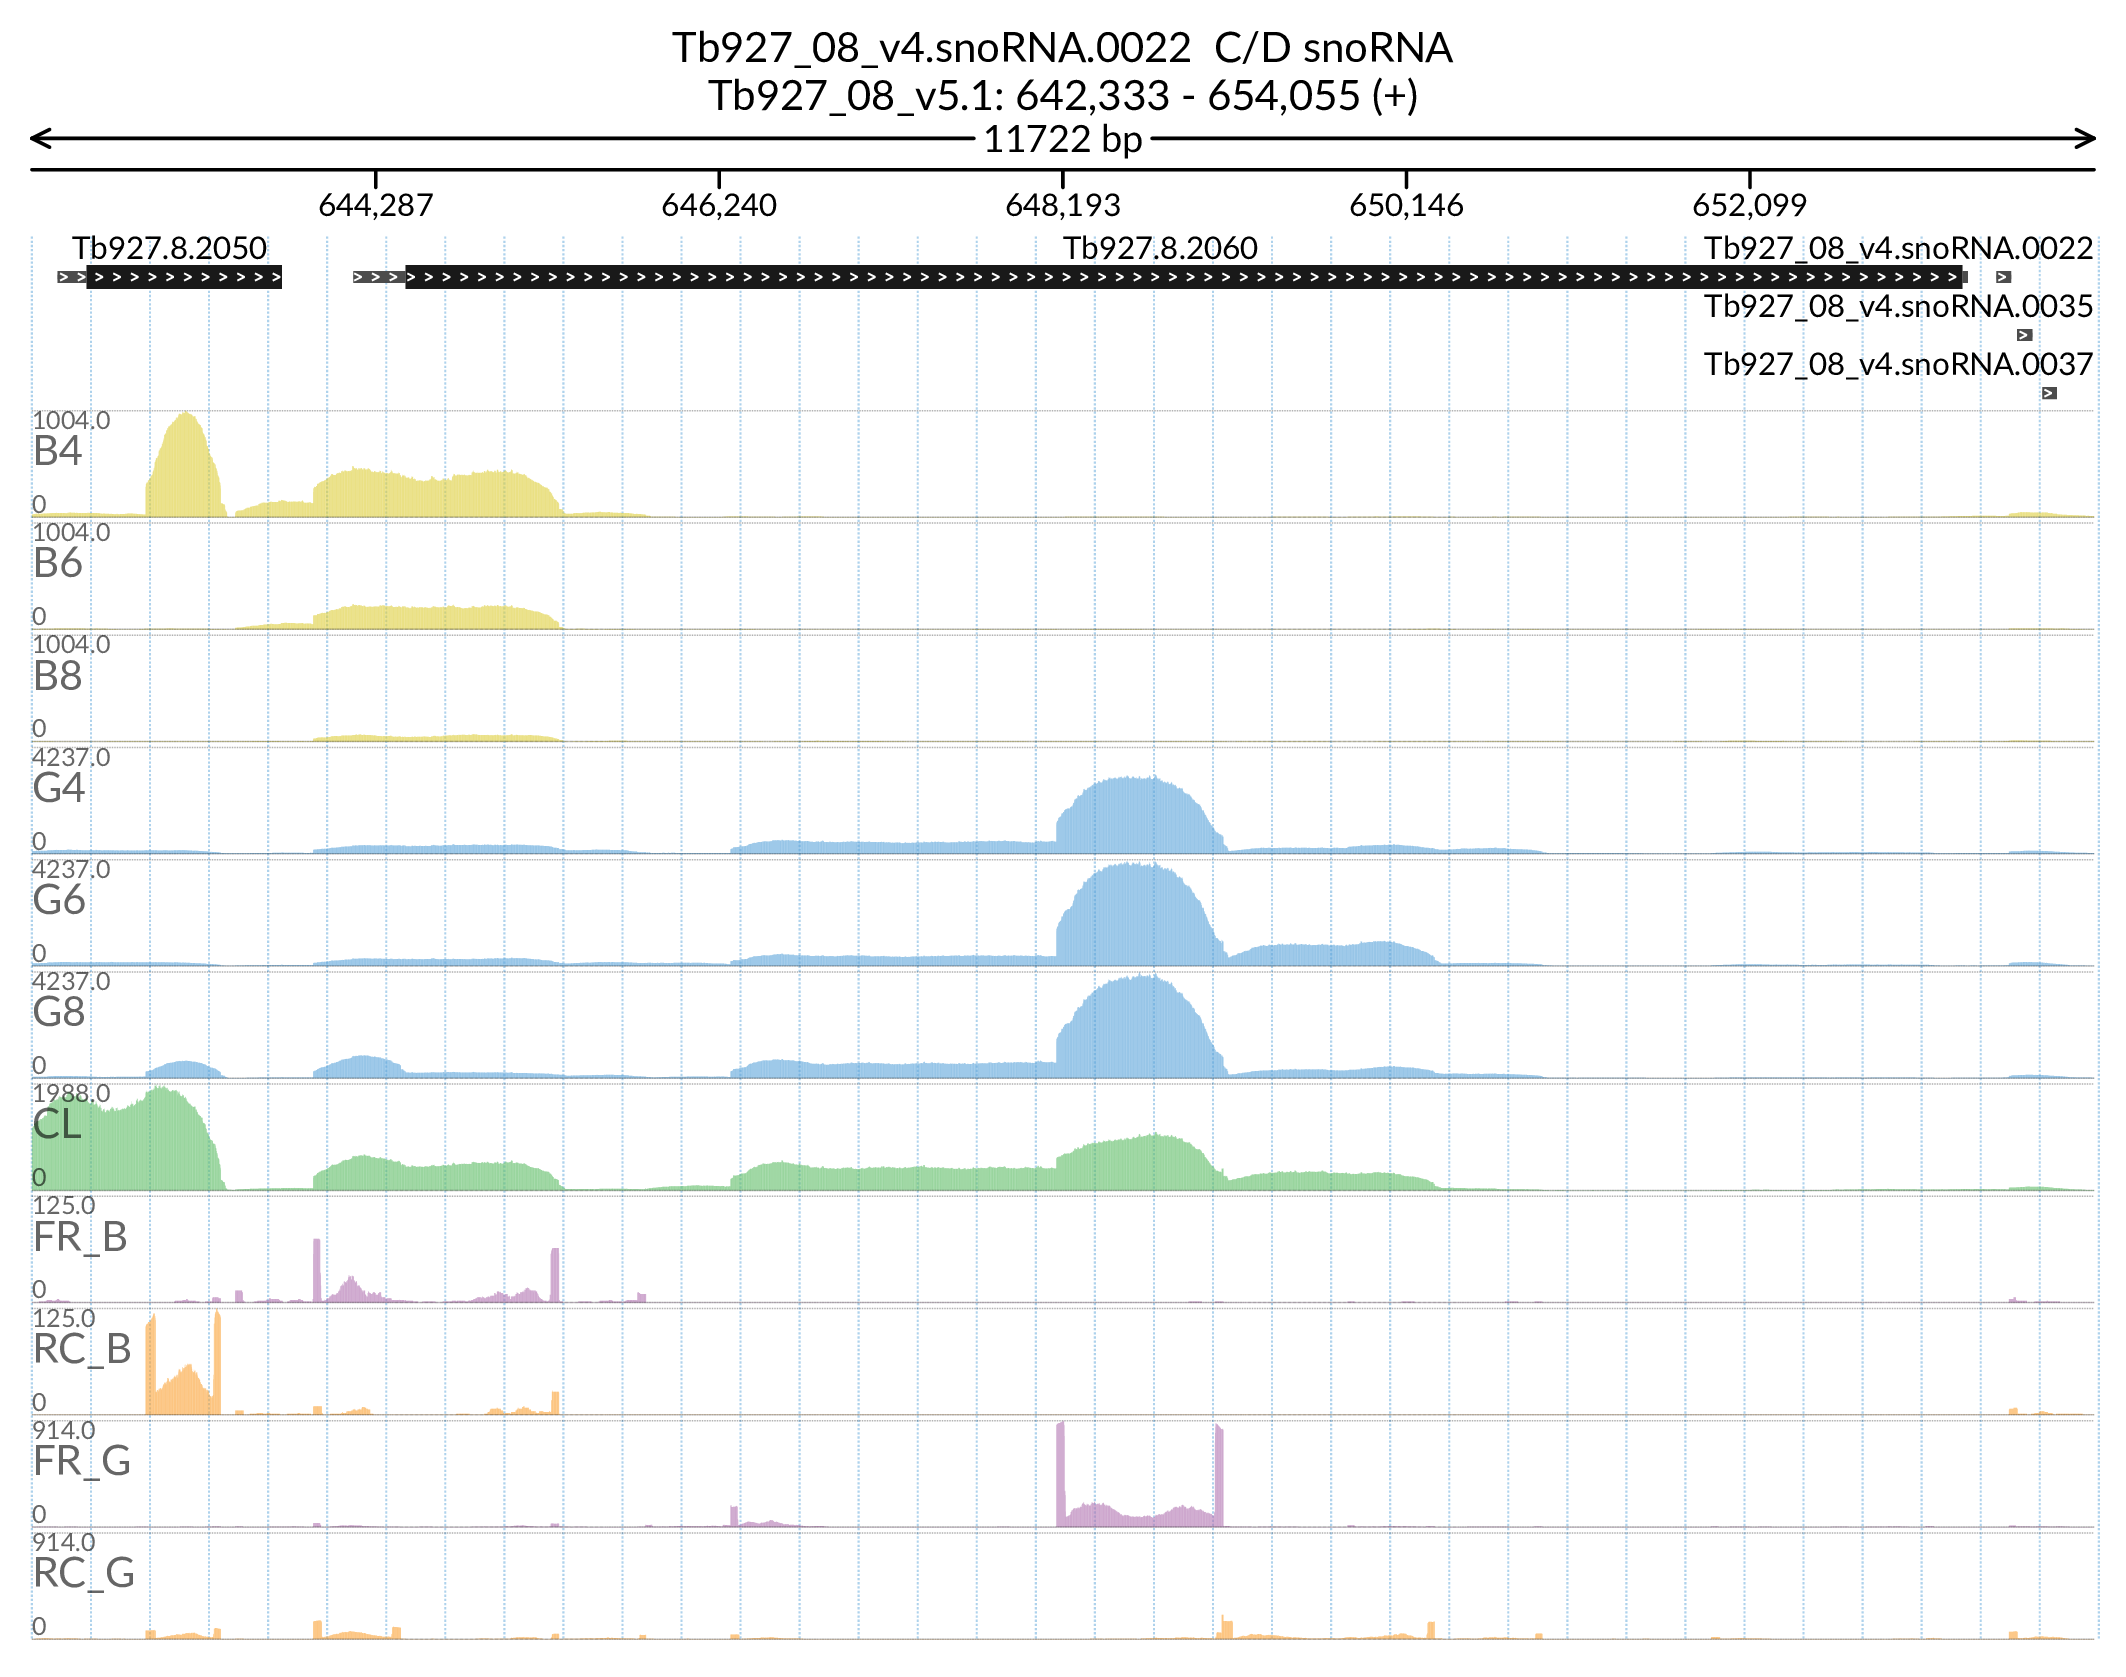 Tb927_08_v4.snoRNA.0022  C/D snoRNA
Tb927_08_v5.1: 642,333 - 654,055 (+)
11722 bp
644,287 646,240 648,193 650,146 652,099
Tb927.8.2050 Tb927.8.2060 Tb927_08_v4.snoRNA.0022
Tb927_08_v4.snoRNA.0035
Tb927_08_v4.snoRNA.0037
1004.0
B4
0
1004.0
B6
0
1004.0
B8
0
4237.0
G4
0
4237.0
G6
0
4237.0
G8
0
1988.0
CL
0
125.0
FR_B
0
125.0
RC_B
0
914.0
FR_G
0
914.0
RC_G
0